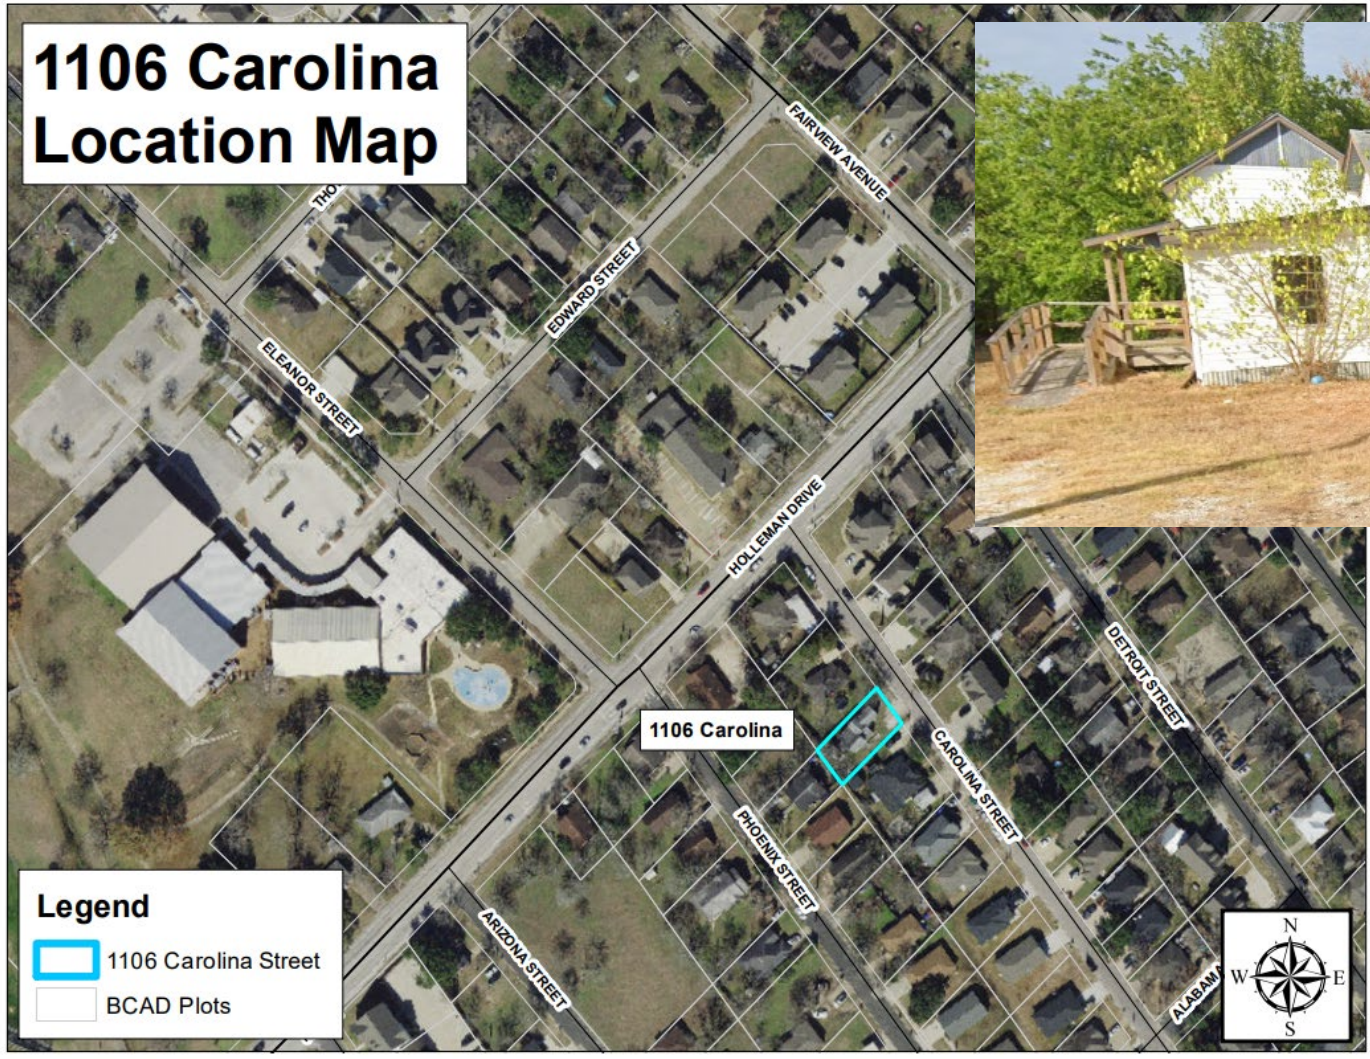 1106 Carolina
Location Map
FAIRVIEW AVENUE
EDWARD STREET
ELEANOR STREET
HOLLEMAN DRIVE
1106 Carolina
DETROIT STREET
CAROLINA STREET
PHOENIX STREET
ARIZONA STREET
Legend
1106 Carolina Street
BCAD Plots
N
W
E
S